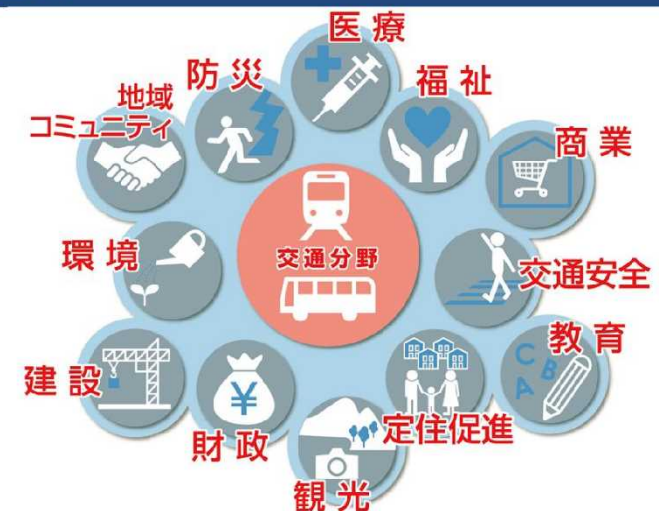 医療
防災
福祉
地域
コミュニティ
商業
環境
交通分野
交通安全
建設
教育
財政
定住促進
観光
¥
C
B
A